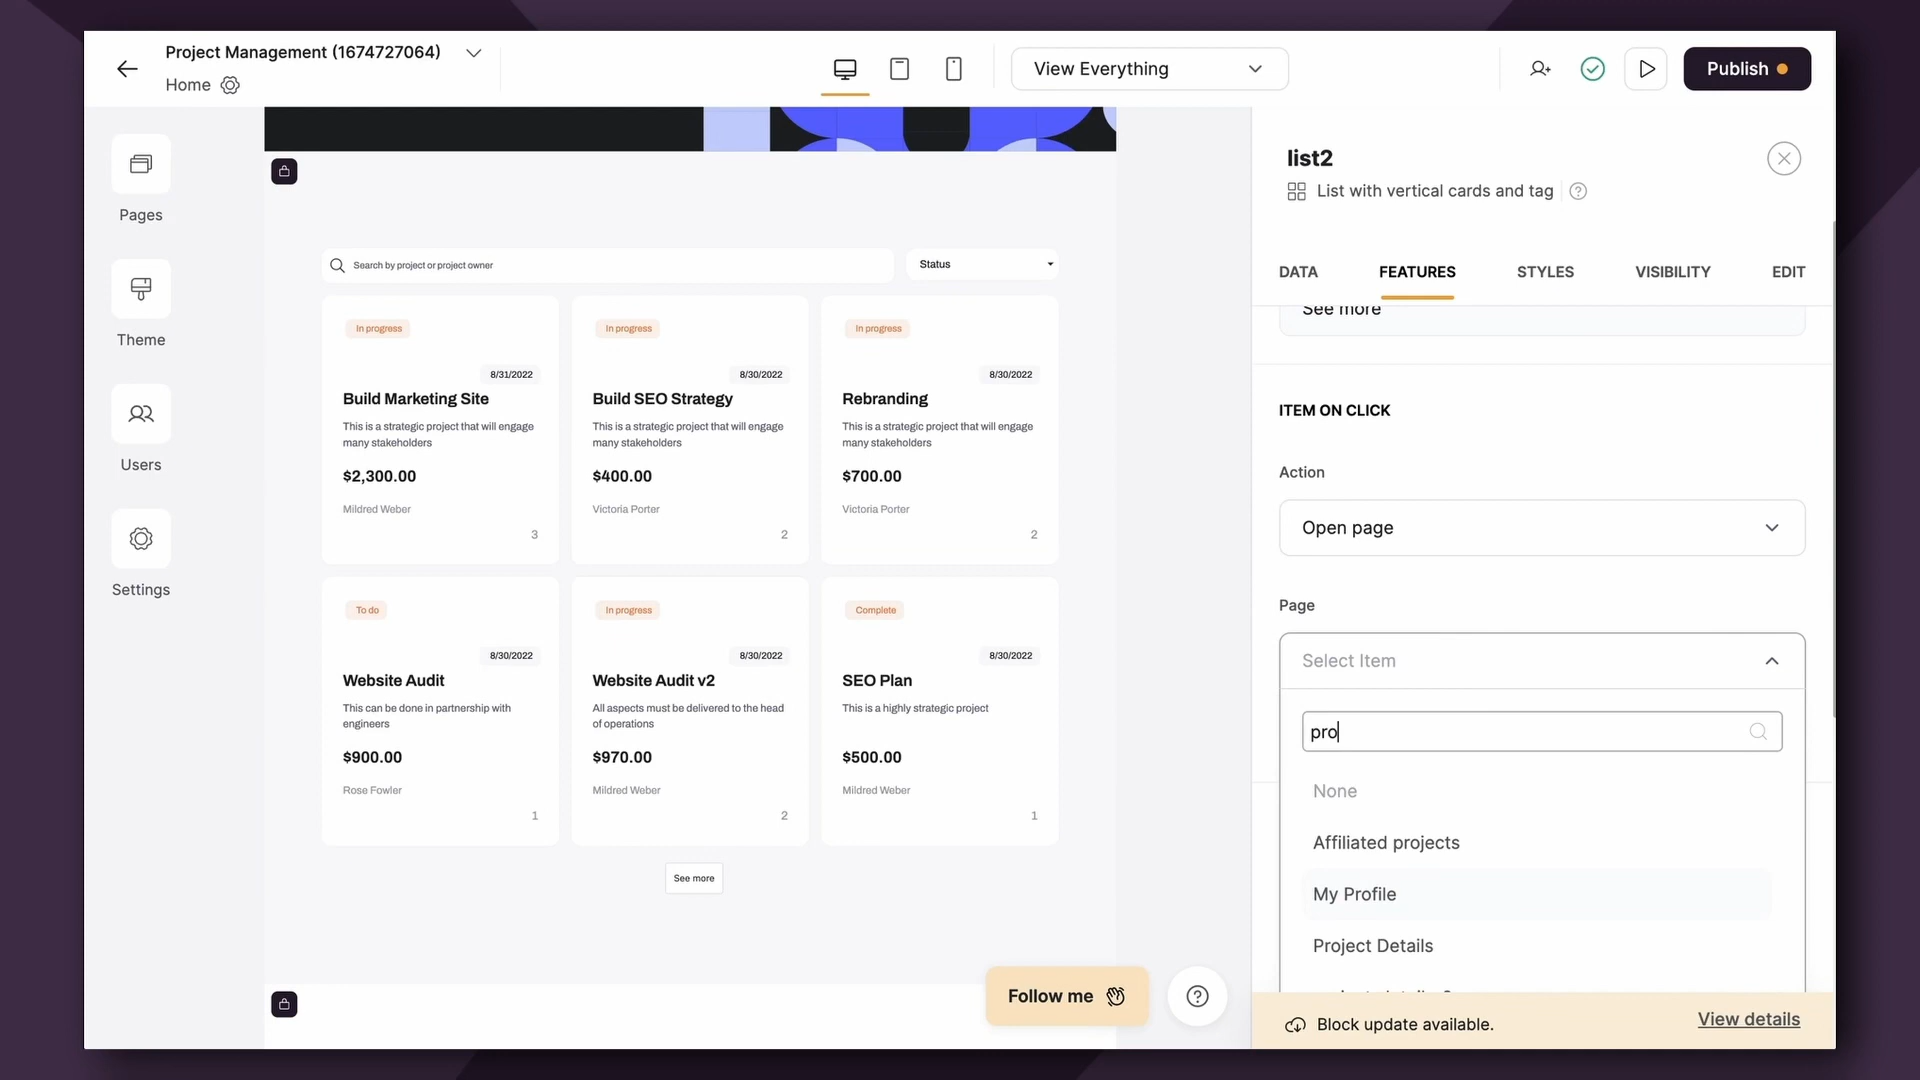 Project Management (1674727064)
Home
View Everything
Publish
Pages
Theme
Users
Settings
Search by project or project owner
Status
In progress
8/31/2022
Build Marketing Site
This is a strategic project that will engage
many stakeholders
$2,300.00
Mildred Weber
3
In progress
8/30/2022
Build SEO Strategy
This is a strategic project that will engage
many stakeholders
$400.00
Victoria Porter
2
In progress
8/30/2022
Rebranding
This is a strategic project that will engage
many stakeholders
$700.00
Victoria Porter
2
To do
8/30/2022
Website Audit
This can be done in partnership with
engineers
$900.00
Rose Fowler
1
In progress
8/30/2022
Website Audit v2
All aspects must be delivered to the head
of operations
$970.00
Mildred Weber
2
Complete
8/30/2022
SEO Plan
This is a highly strategic project
$500.00
Mildred Weber
1
See more
Follow me
list2
List with vertical cards and tag
DATA FEATURES STYLES VISIBILITY EDIT
See more
ITEM ON CLICK
Action
Open page
Page
Select Item
pro
None
Affiliated projects
My Profile
Project Details
Block update available.
View details